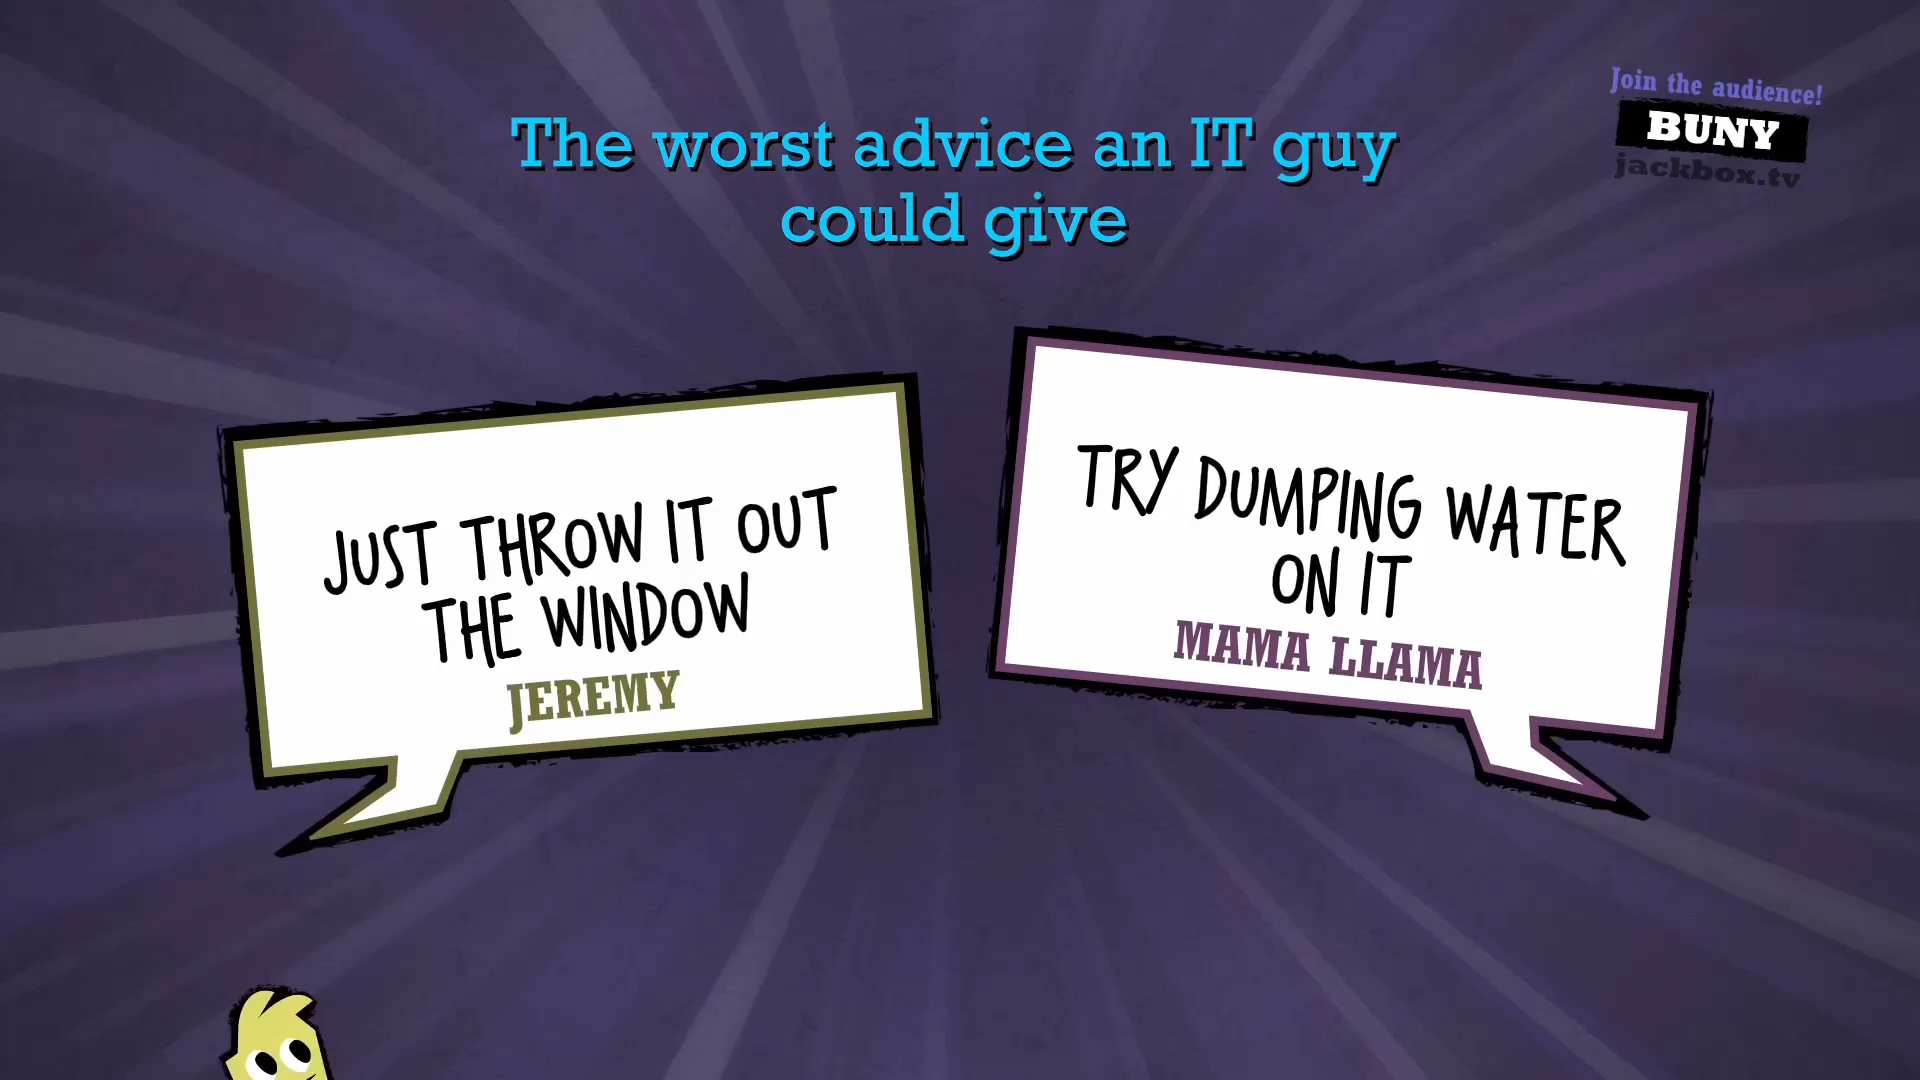 Join the audience!
BUNY
jackbox.tv
The worst advice an IT guy
could give
JUST THROW IT OUT
THE WINDOW
JEREMY
TRY DUMPING WATER
ON IT
MAMA LLAMA